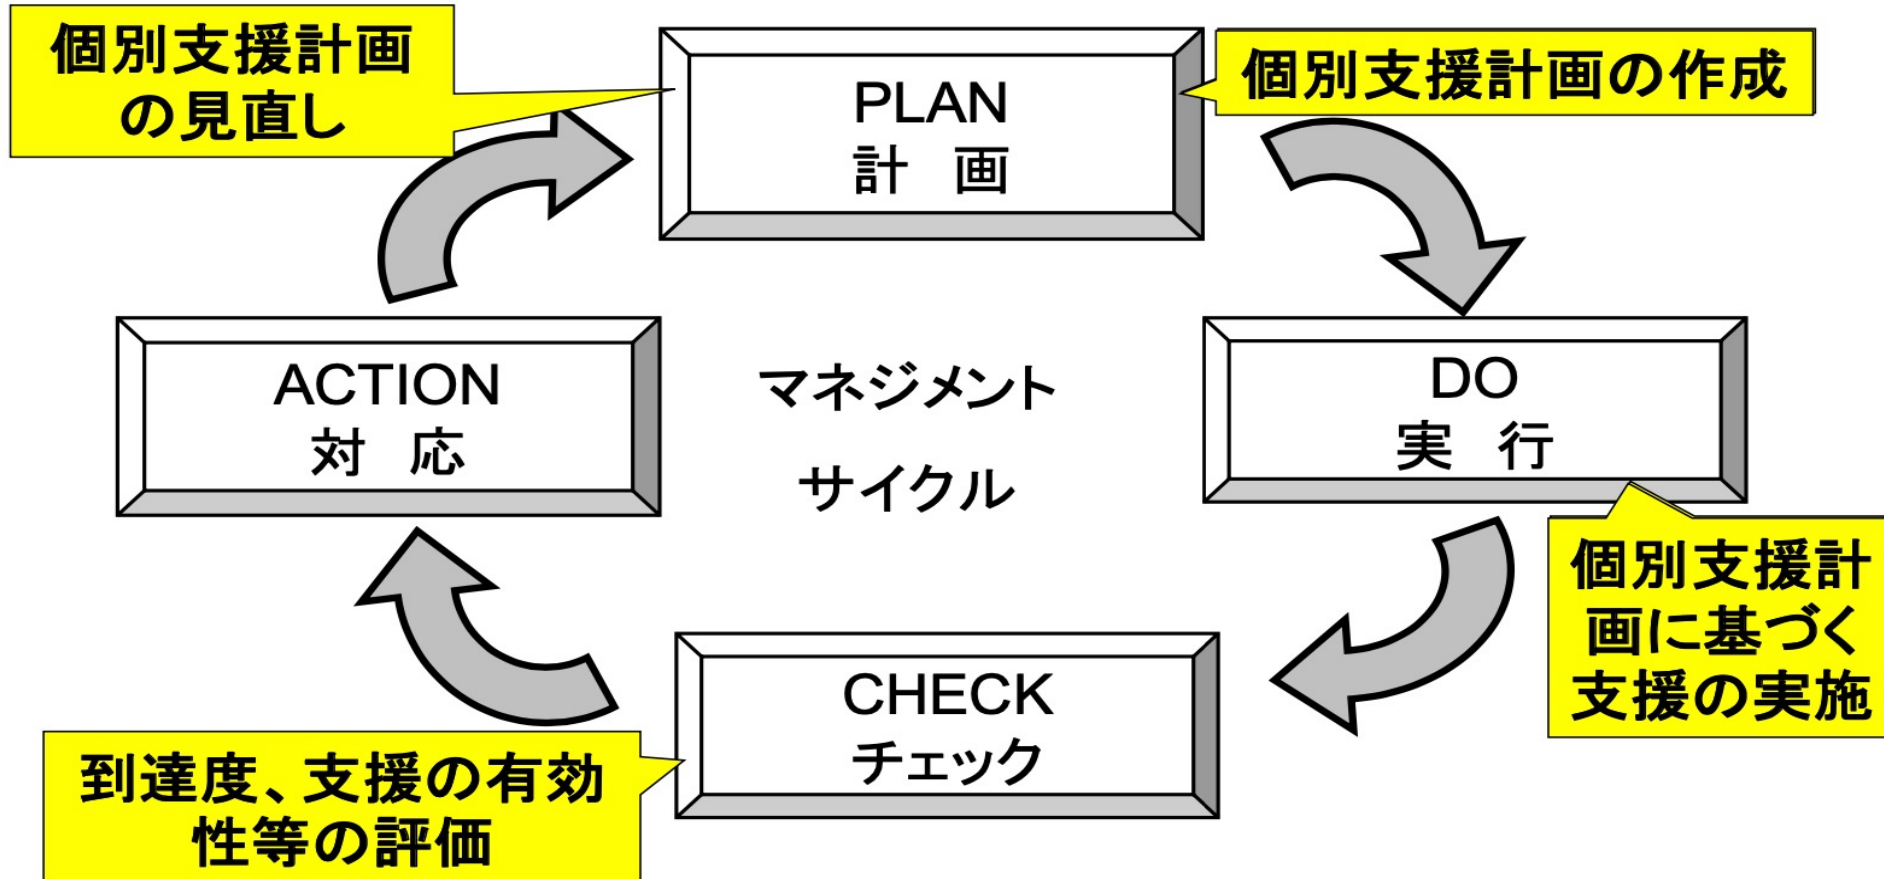 個別支援計画
の見直し
PLAN
計　画
個別支援計画の作成
ACTION
対　応
マネジメント
サイクル
DO
実　行
個別支援計
画に基づく
支援の実施
CHECK
チェック
到達度、支援の有効
性等の評価